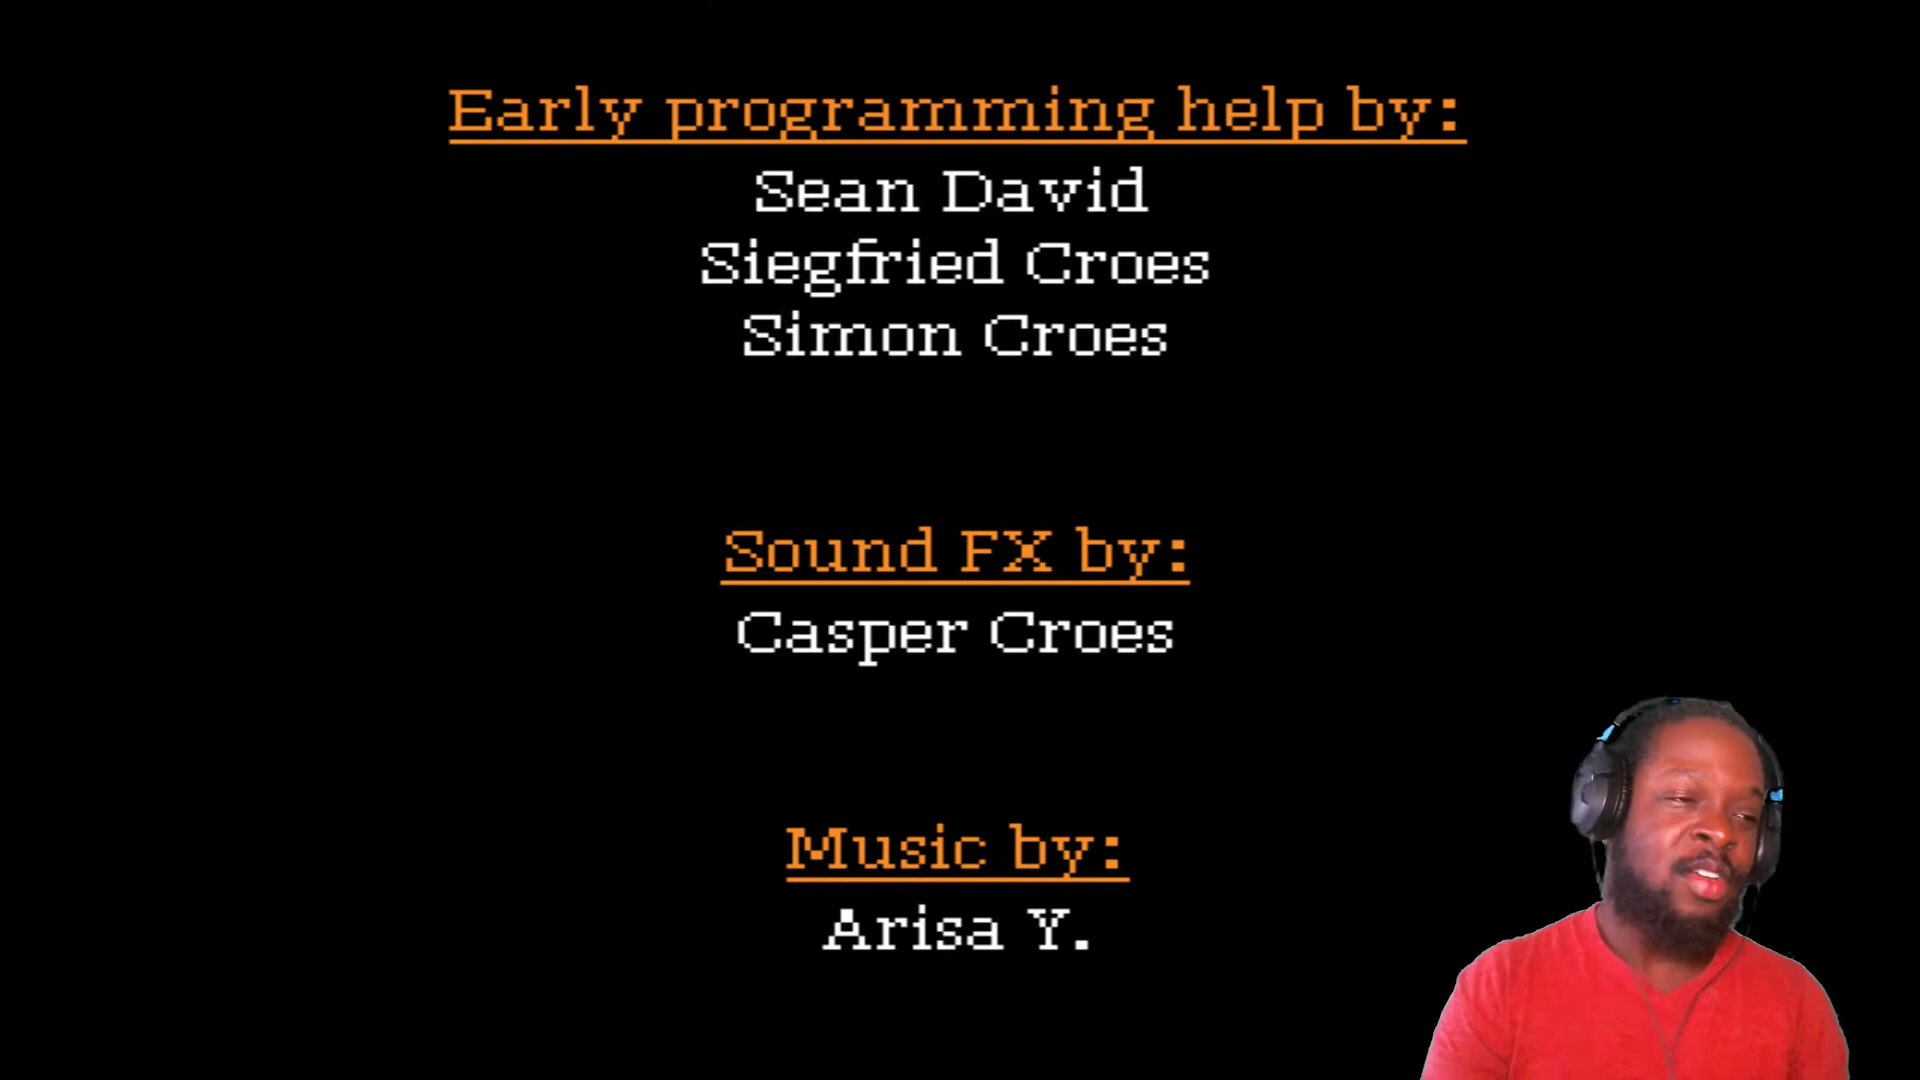 Early programming help by:
Sean David
Siegfried Croes
Simon Croes
Sound FX by:
Casper Croes
Music by:
Arisa Y.